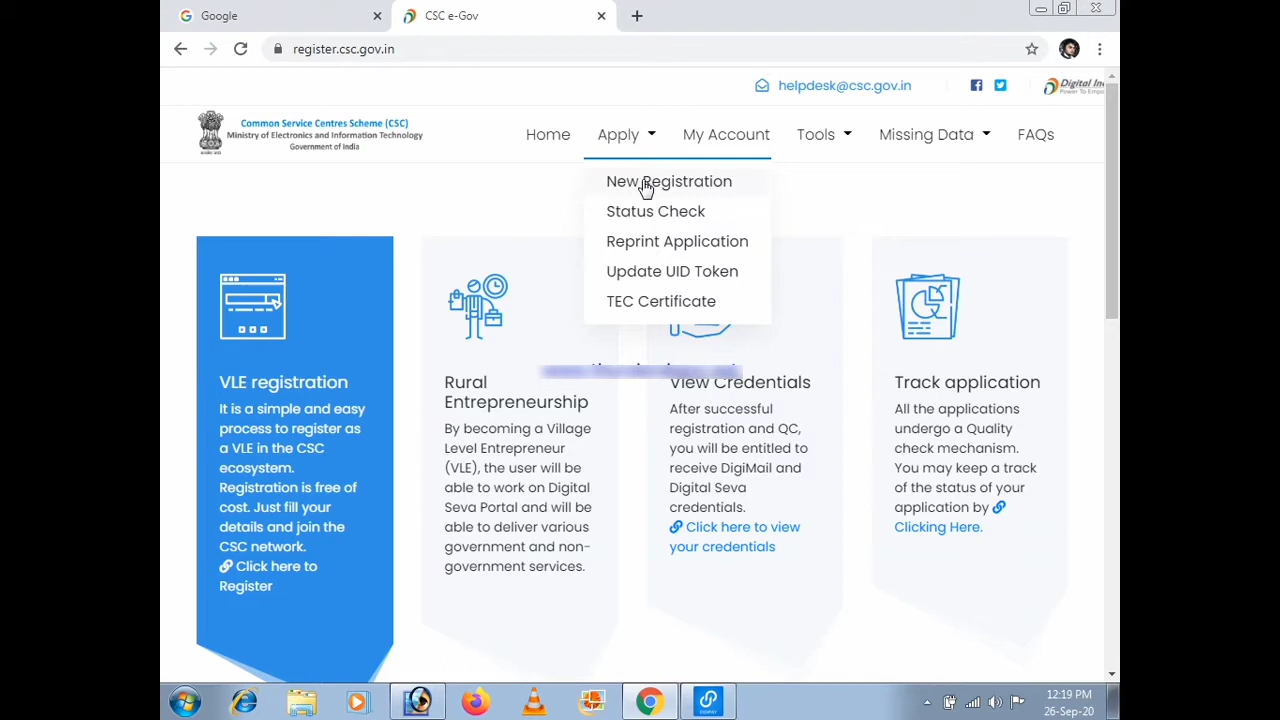 Google
CSC e-Gov
register.csc.gov.in
helpdesk@csc.gov.in
Common Service Centres Scheme (CSC)
Ministry of Electronics and Information Technology
Government of India
Home
Apply
My Account
Tools
Missing Data
FAQs
New Registration
Status Check
Reprint Application
Update UID Token
TEC Certificate
VLE registration
It is a simple and easy
process to register as
a VLE in the CSC
ecosystem.
Registration is free of
cost. Just fill your
details and join the
CSC network.
Click here to
Register
Rural
Entrepreneurship
By becoming a Village
Level Entrepreneur
(VLE), the user will be
able to work on Digital
Seva Portal and will be
able to deliver various
government and non-
government services.
View Credentials
After successful
registration and QC,
you will be entitled to
receive DigiMail and
Digital Seva
credentials.
Click here to view
your credentials
Track application
All the applications
undergo a Quality
check mechanism.
You may keep a track
of the status of your
application by
Clicking Here.
12:19 PM
26-Sep-20